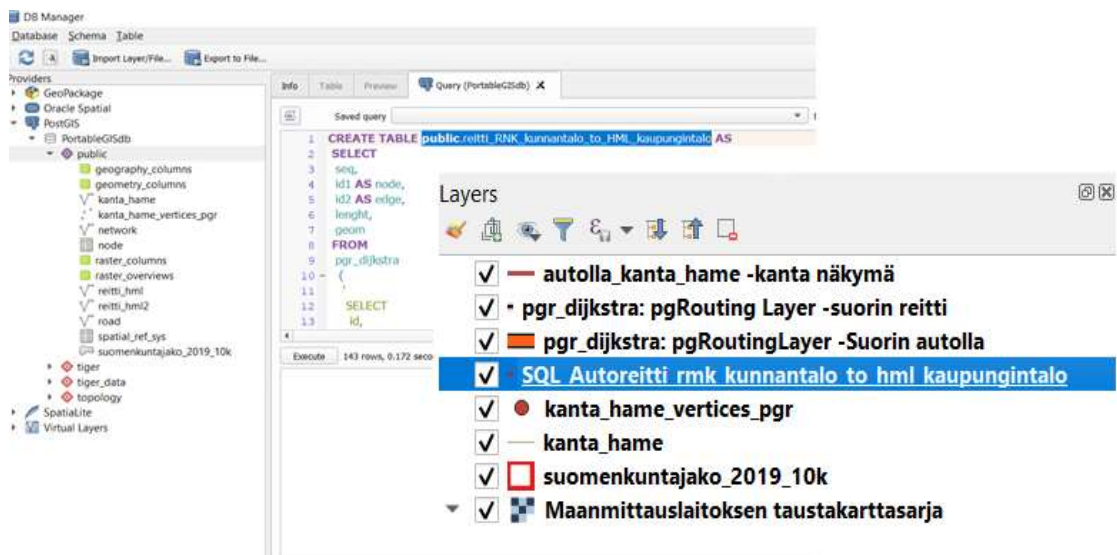 DB Manager
Database Schema Table
Import Layer/File... Export to File...
Providers
GeoPackage
Oracle Spatial
PostGIS
PortableGISdb
public
geography_columns
geometry_columns
kanta_hame
kanta_hame_vertices_pgr
network
node
raster_columns
raster_overviews
reitti_hml
reitti_hml2
road
spatial_ref_sys
suomenkuntajako_2019_10k
tiger
tiger_data
topology
SpatiaLite
Virtual Layers
Info Table Preview Query (PortableGISdb) X
Saved query
1 CREATE TABLE public.reitti_RNK_kunnantalo_to_HML_kaupungintalo AS
2 SELECT
3 seq,
4 id1 AS node,
5 id2 AS edge,
6 lenght,
7 geom
8 FROM
9 pgr_dijkstra
10 - (
11 '
12 SELECT
13 id,
Execute 143 rows, 0.172 seco
Layers
autolla_kanta_hame -kanta näkymä
pgr_dijkstra: pgRouting Layer -suorin reitti
pgr_dijkstra: pgRoutingLayer -Suorin autolla
SQL Autoreitti rmk kunnantalo to hml kaupungintalo
kanta_hame_vertices_pgr
kanta_hame
suomenkuntajako_2019_10k
Maanmittauslaitoksen taustakarttasarja